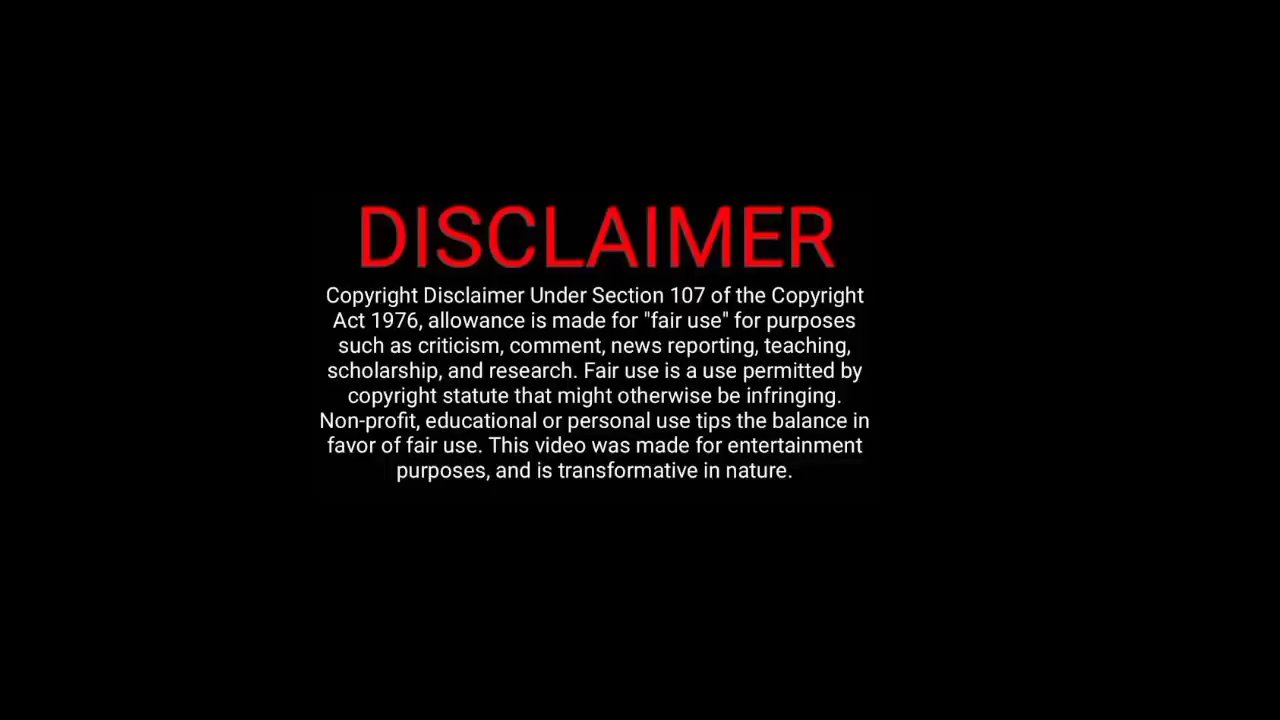 DISCLAIMER
Copyright Disclaimer Under Section 107 of the Copyright
Act 1976, allowance is made for "fair use" for purposes
such as criticism, comment, news reporting, teaching,
scholarship, and research. Fair use is a use permitted by
copyright statute that might otherwise be infringing.
Non-profit, educational or personal use tips the balance in
favor of fair use. This video was made for entertainment
purposes, and is transformative in nature.